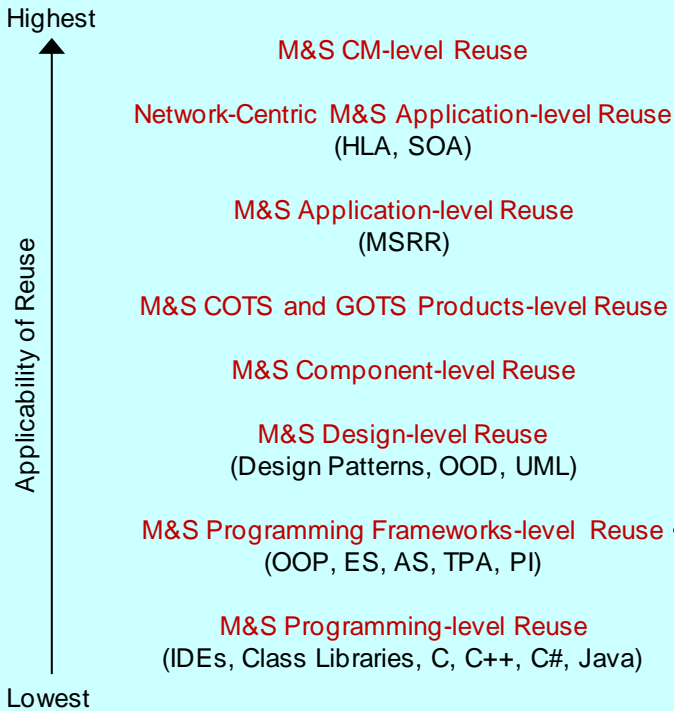 Highest
M&S CM-level Reuse
Network-Centric M&S Application-level Reuse
(HLA, SOA)
M&S Application-level Reuse
(MSRR)
M&S COTS and GOTS Products-level Reuse
M&S Component-level Reuse
M&S Design-level Reuse
(Design Patterns, OOD, UML)
M&S Programming Frameworks-level Reuse
(OOP, ES, AS, TPA, PI)
M&S Programming-level Reuse
(IDEs, Class Libraries, C, C++, C#, Java)
Lowest
Applicability of Reuse